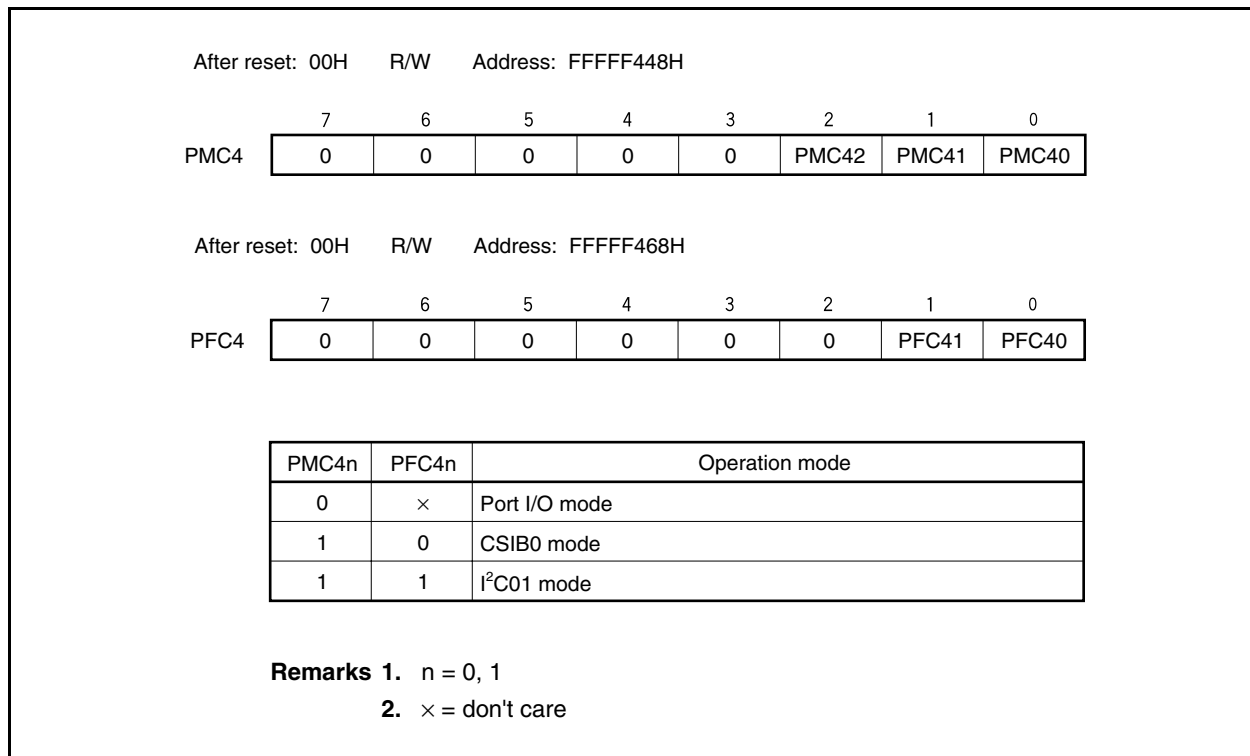 After reset: 00H R/W Address: FFFFF448H
7 6 5 4 3 2 1 0
PMC4 0 0 0 0 0 PMC42 PMC41 PMC40
After reset: 00H R/W Address: FFFFF468H
7 6 5 4 3 2 1 0
PFC4 0 0 0 0 0 0 PFC41 PFC40
PMC4n PFC4n Operation mode
0 × Port I/O mode
1 0 CSIB0 mode
1 1 I²C01 mode
Remarks 1. n = 0, 1
2. × = don't care